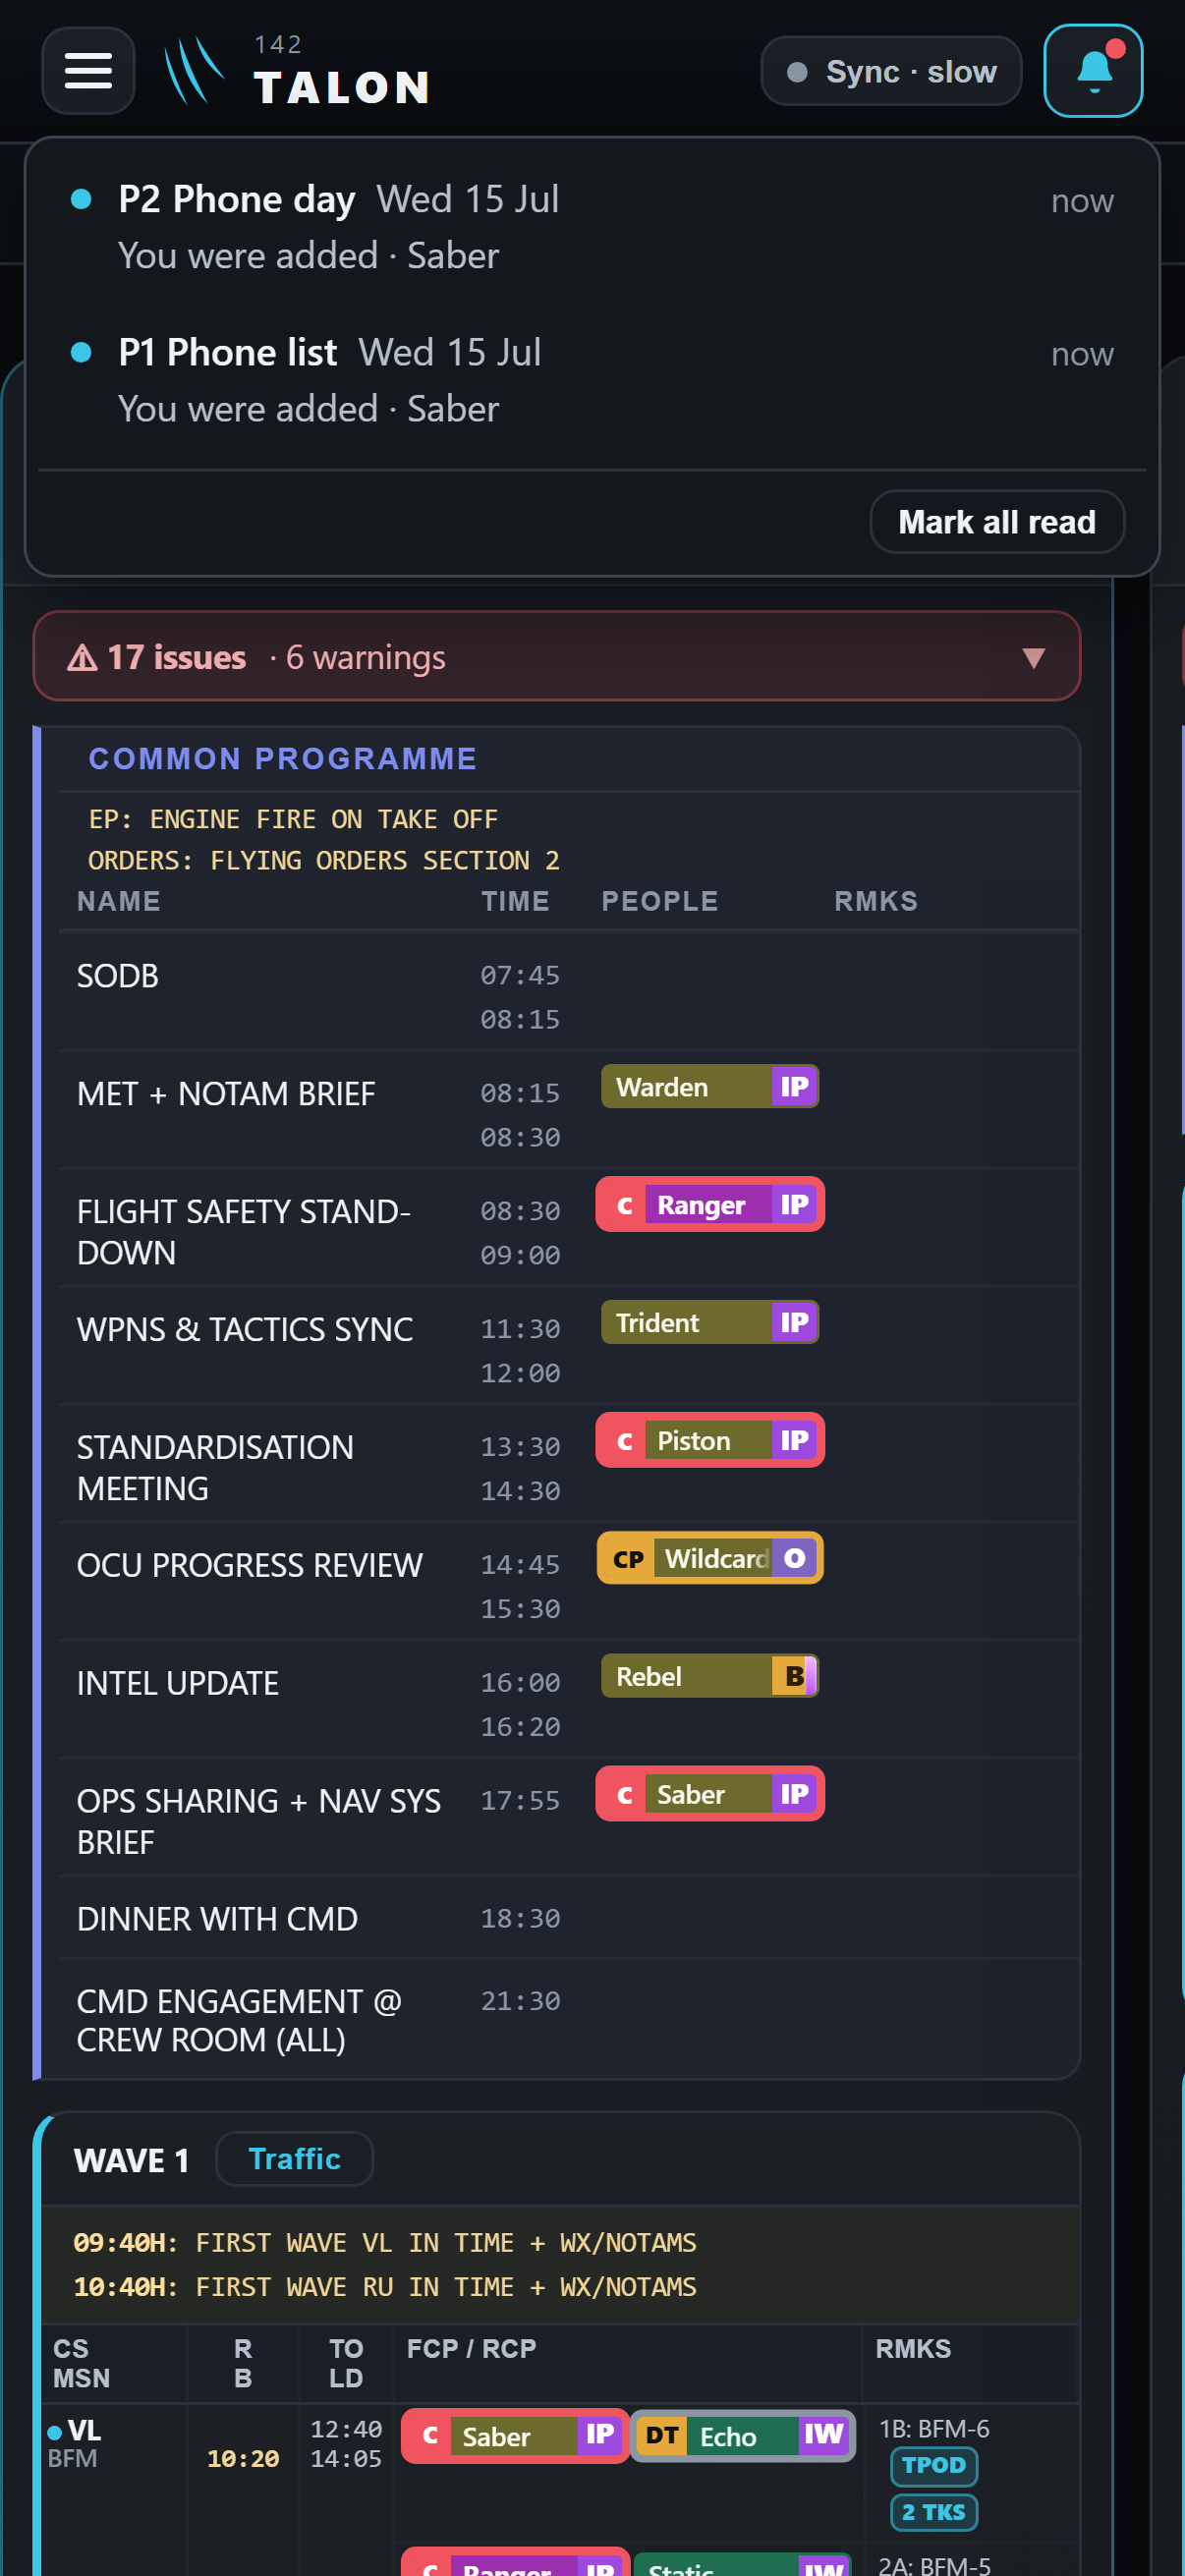 142
TALON
Sync · slow
P2 Phone day Wed 15 Jul now
You were added · Saber
P1 Phone list Wed 15 Jul now
You were added · Saber
Mark all read
17 issues · 6 warnings
COMMON PROGRAMME
EP: ENGINE FIRE ON TAKE OFF
ORDERS: FLYING ORDERS SECTION 2
NAME TIME PEOPLE RMKS
SODB 07:45
08:15
MET + NOTAM BRIEF 08:15 Warden IP
08:30
FLIGHT SAFETY STAND- 08:30 C Ranger IP
DOWN 09:00
WPNS & TACTICS SYNC 11:30 Trident IP
12:00
STANDARDISATION 13:30 C Piston IP
MEETING 14:30
OCU PROGRESS REVIEW 14:45 CP Wildcard O
15:30
INTEL UPDATE 16:00 Rebel B
16:20
OPS SHARING + NAV SYS 17:55 C Saber IP
BRIEF
DINNER WITH CMD 18:30
CMD ENGAGEMENT @ 21:30
CREW ROOM (ALL)
WAVE 1 Traffic
09:40H: FIRST WAVE VL IN TIME + WX/NOTAMS
10:40H: FIRST WAVE RU IN TIME + WX/NOTAMS
CS R TO FCP / RCP RMKS
MSN B LD
VL 12:40 C Saber IP DT Echo IW 1B: BFM-6
BFM 10:20 14:05 TPOD
2 TKS
C Ranger IP Static IW 2A: BFM-5